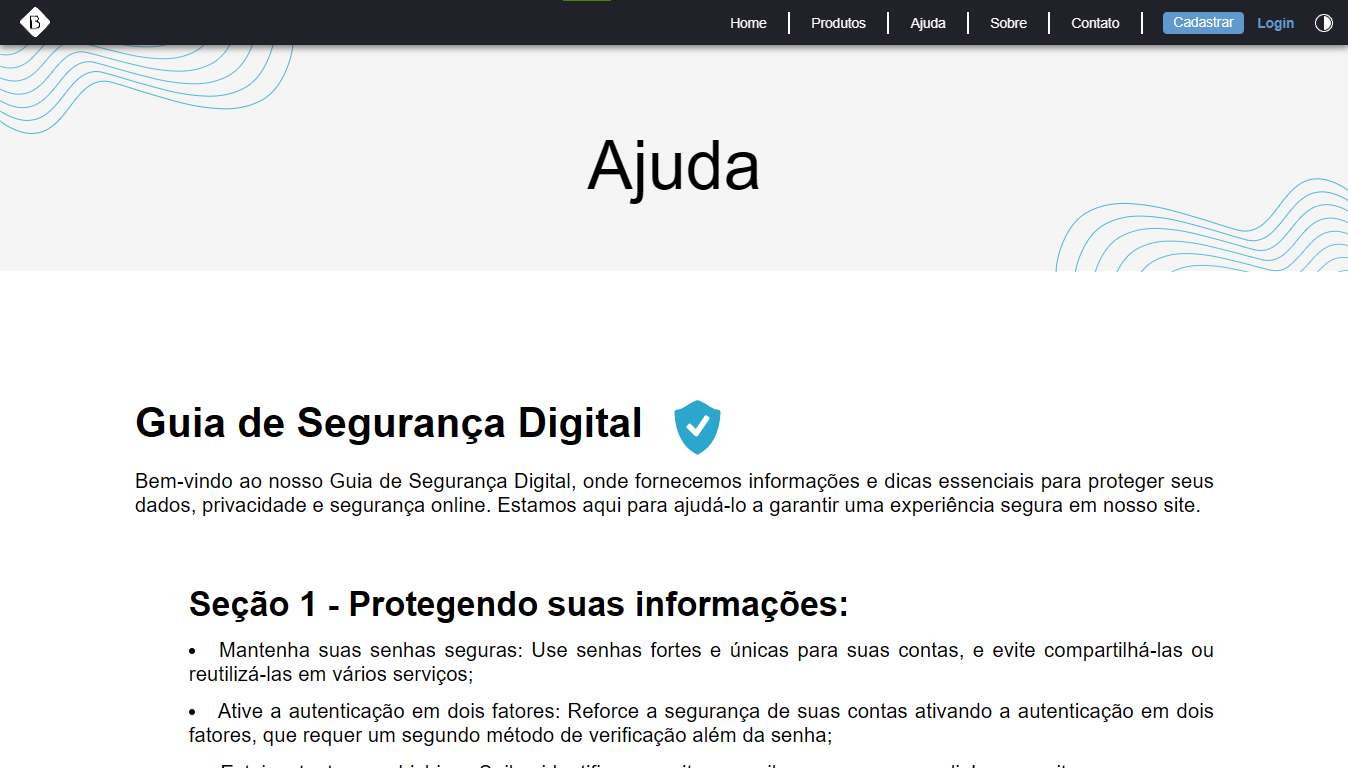 B
Home Produtos Ajuda Sobre Contato Cadastrar Login
Ajuda
Guia de Segurança Digital
Bem-vindo ao nosso Guia de Segurança Digital, onde fornecemos informações e dicas essenciais para proteger seus
dados, privacidade e segurança online. Estamos aqui para ajudá-lo a garantir uma experiência segura em nosso site.
Seção 1 - Protegendo suas informações:
• Mantenha suas senhas seguras: Use senhas fortes e únicas para suas contas, e evite compartilhá-las ou
reutilizá-las em vários serviços;
• Ative a autenticação em dois fatores: Reforce a segurança de suas contas ativando a autenticação em dois
fatores, que requer um segundo método de verificação além da senha;